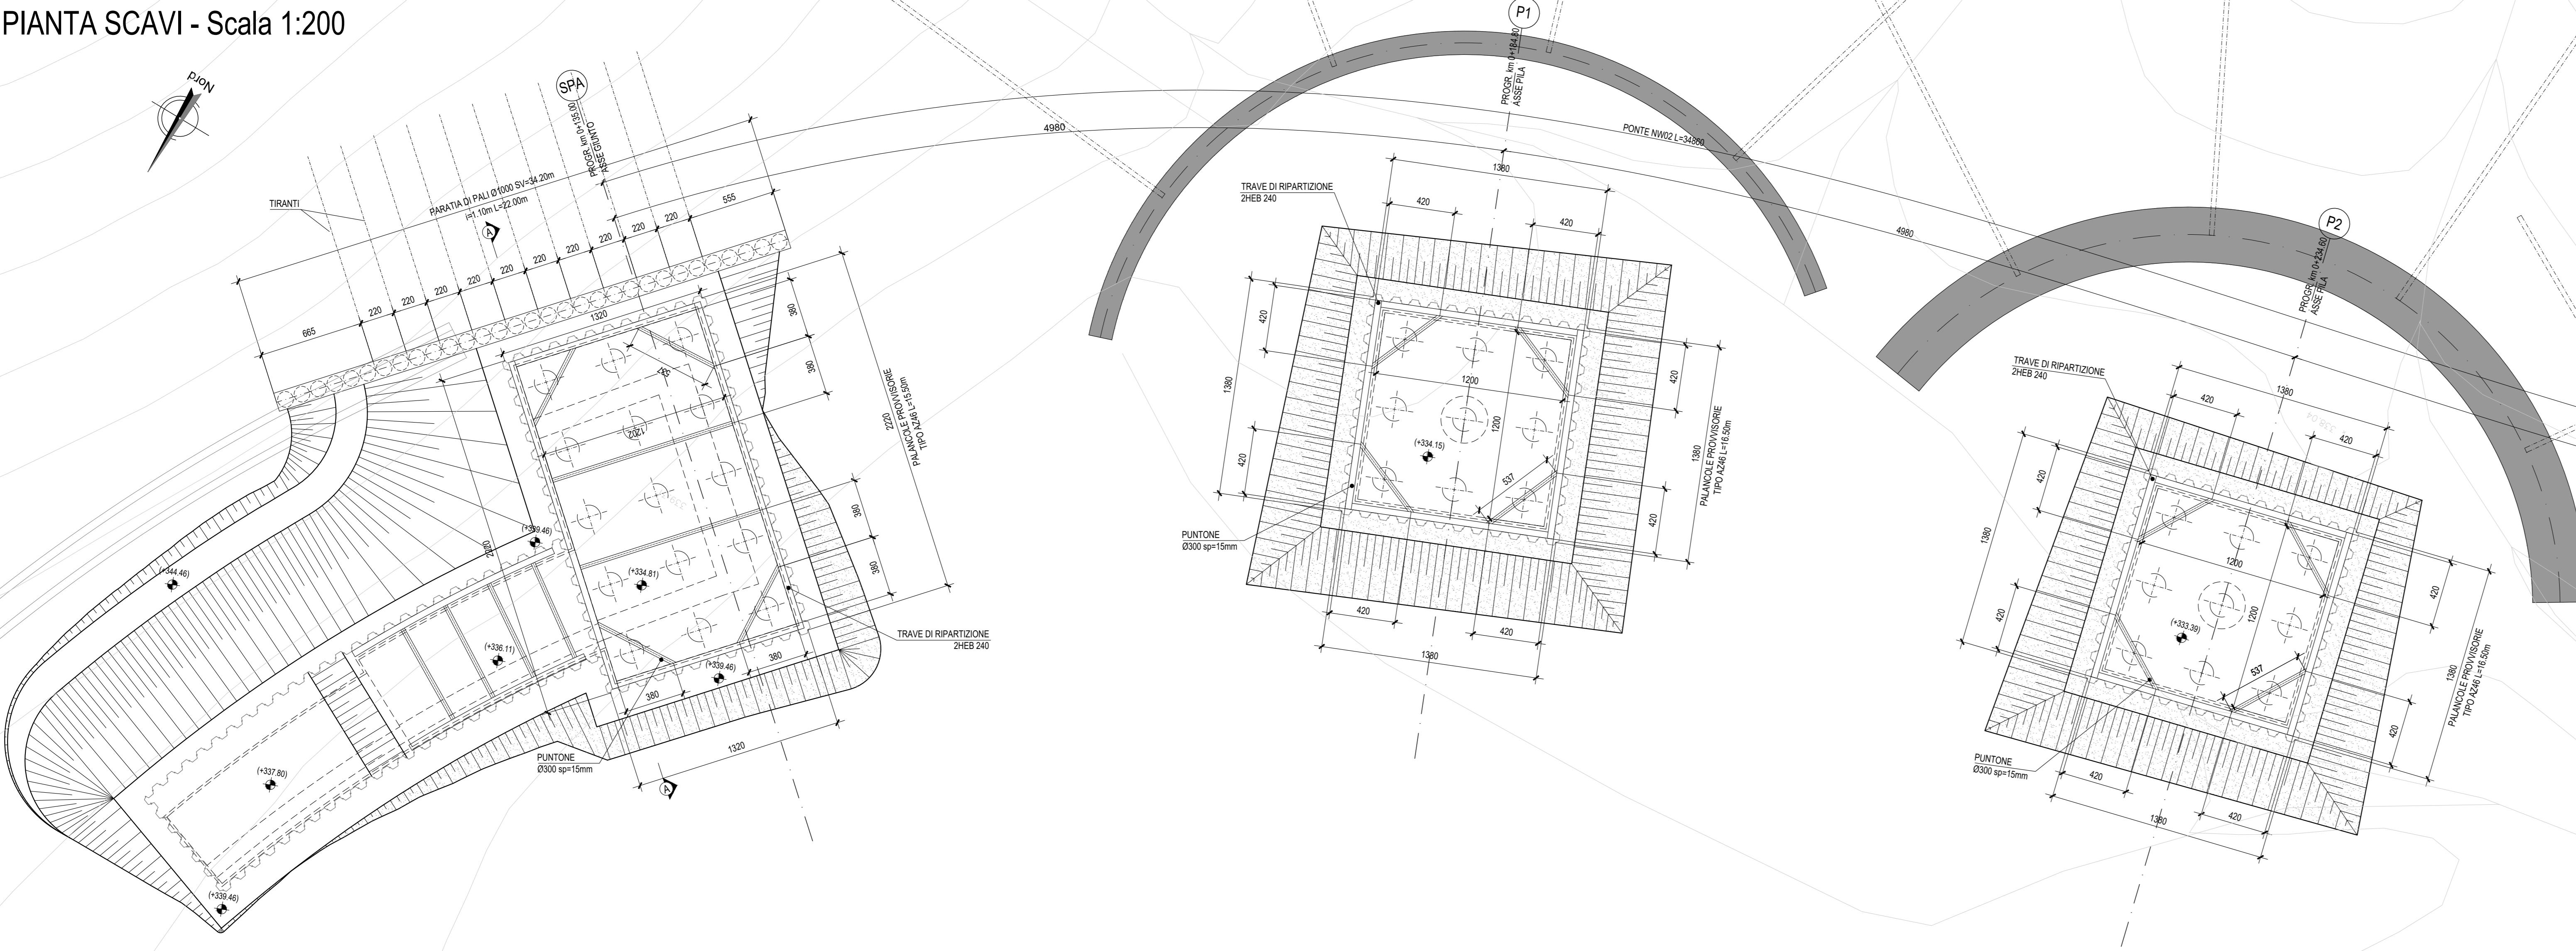 PIANTA SCAVI - Scala 1:200
Nord
SPA
PROGR. km 0+135.00
ASSE GIUNTO
TIRANTI
PARATIA DI PALI Ø1000 SV=34.20m
i=1.10m L=22.00m
A
665
220
220
220
220
220
220
220
220
220
220
555
1320
360
380
537
1202
2220
PALANCOLE PROVVISORIE
TIPO AZ46 L=15.50m
2220
380
380
(+339.46)
(+344.46)
(+334.81)
(+336.11)
(+339.46)
(+337.80)
(+339.46)
TRAVE DI RIPARTIZIONE
2HEB 240
380
380
1320
PUNTONE
Ø300 sp=15mm
A
4980
PONTE NW02 L=34860
4980
P1
PROGR. km 0+184.80
ASSE PILA
TRAVE DI RIPARTIZIONE
2HEB 240
1380
420
420
1380
420
420
1200
1200
(+334.15)
537
420
420
1380
PALANCOLE PROVVISORIE
TIPO AZ46 L=16.50m
PUNTONE
Ø300 sp=15mm
420
420
1380
P2
PROGR. km 0+234.60
ASSE PILA
TRAVE DI RIPARTIZIONE
2HEB 240
1380
420
420
1380
420
420
1200
1200
(+333.39)
537
420
420
1380
PALANCOLE PROVVISORIE
TIPO AZ46 L=16.50m
PUNTONE
Ø300 sp=15mm
420
420
1380